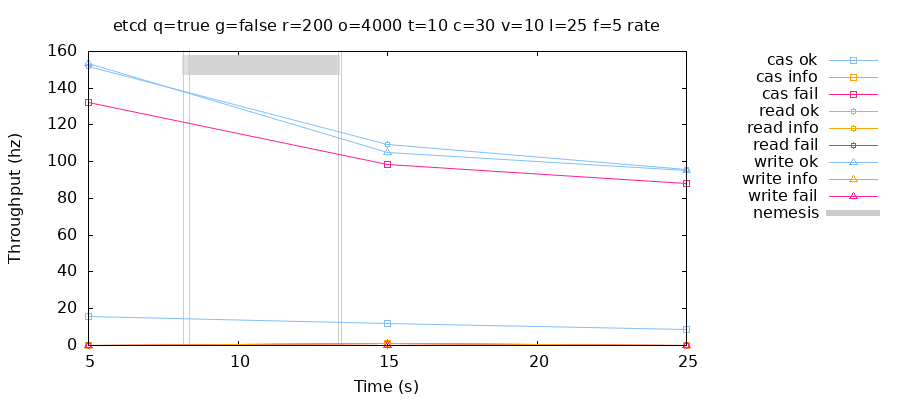 etcd q=true g=false r=200 o=4000 t=10 c=30 v=10 l=25 f=5 rate
160
140
120
100
80
60
40
20
0
Throughput (hz)
5
10
15
20
25
Time (s)
cas ok
cas info
cas fail
read ok
read info
read fail
write ok
write info
write fail
nemesis